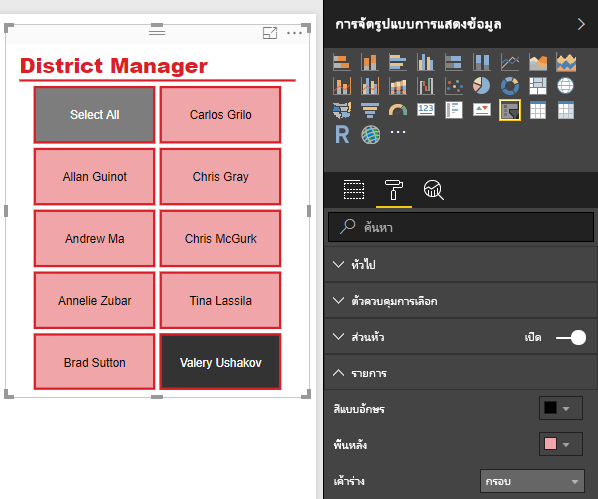 District Manager
Select All
Carlos Grilo
Allan Guinot
Chris Gray
Andrew Ma
Chris McGurk
Annelie Zubar
Tina Lassila
Brad Sutton
Valery Ushakov
การจัดรูปแบบการแสดงข้อมูล
123
R
ค้นหา
ทั่วไป
ตัวควบคุมการเลือก
ส่วนหัว เปิด
รายการ
สีแบบอักษร
พื้นหลัง
เค้าร่าง กรอบ